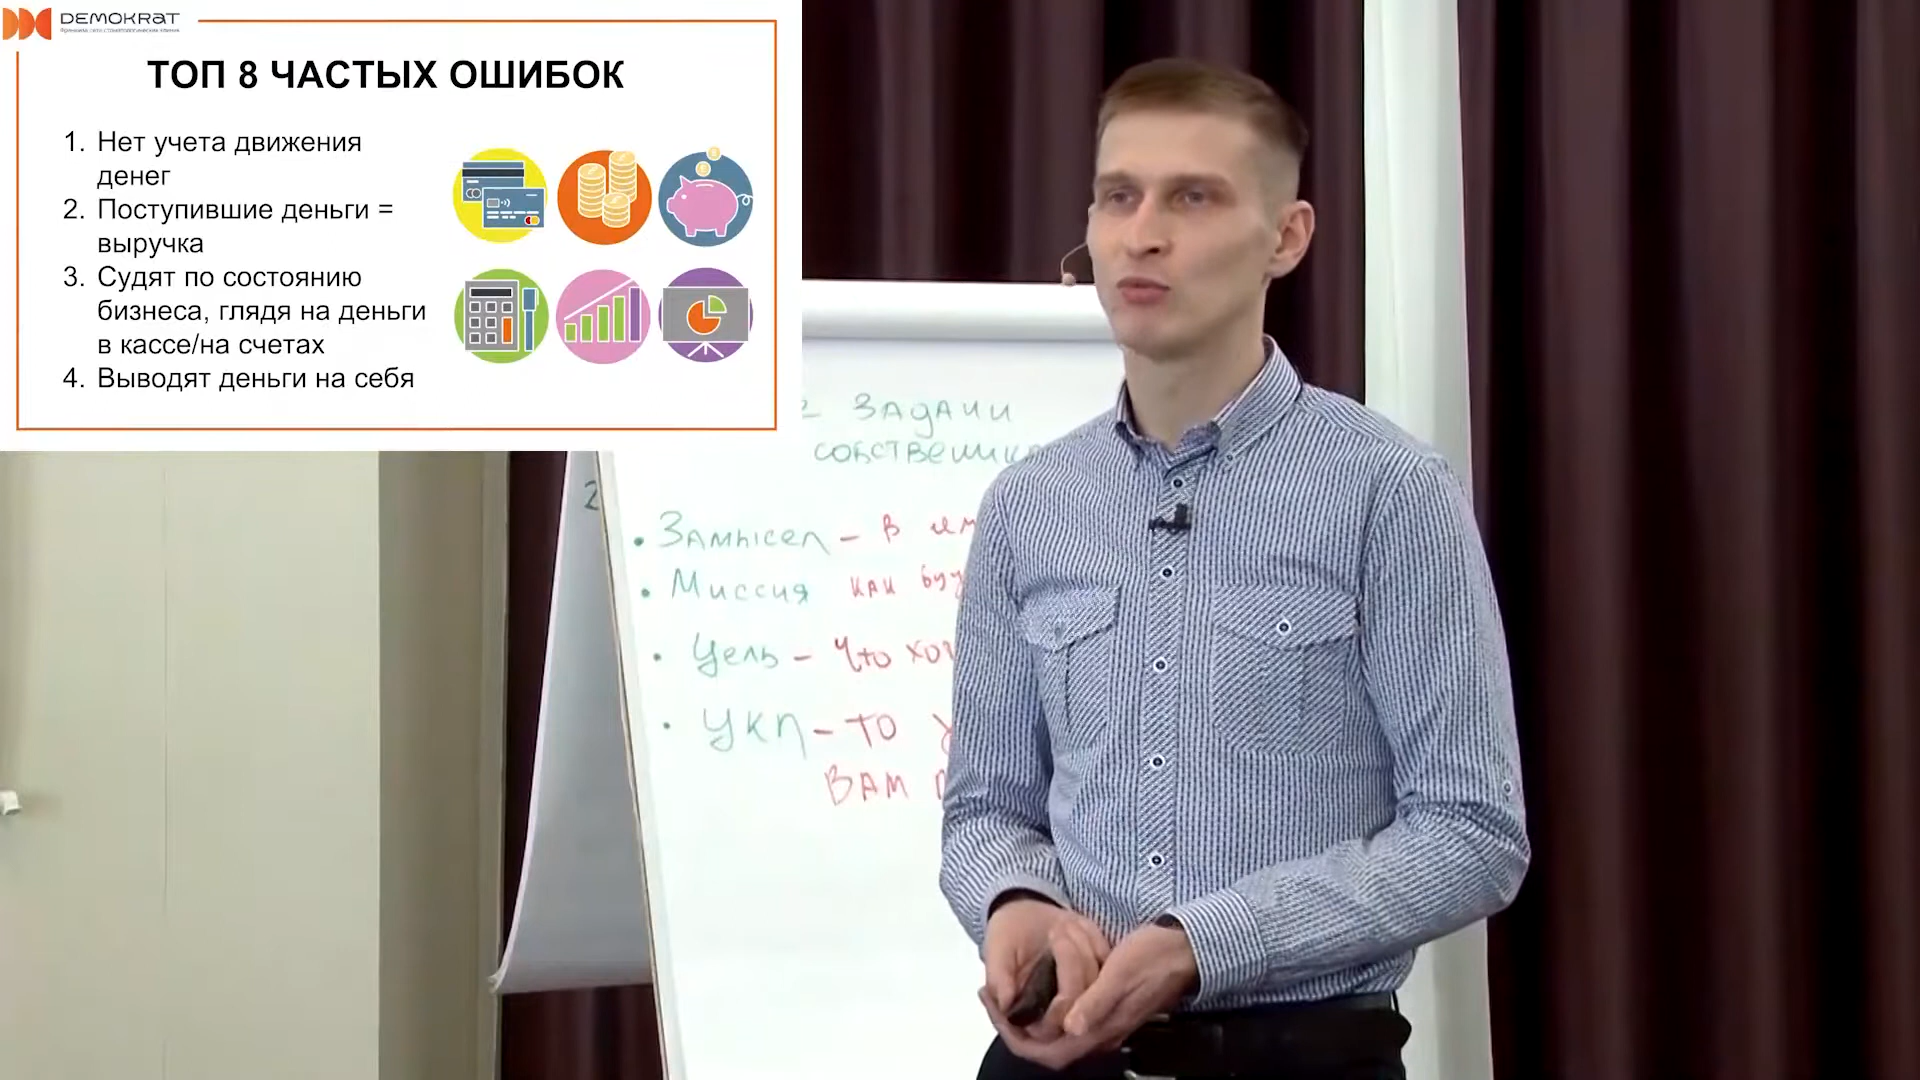 DEMOKRAT
ТОП 8 ЧАСТЫХ ОШИБОК
1. Нет учета движения
денег
2. Поступившие деньги =
выручка
3. Судят по состоянию
бизнеса, глядя на деньги
в кассе/на счетах
4. Выводят деньги на себя
задачи
• Замысел – в
• Миссия как
• Цель – что
• УКП – то
вам